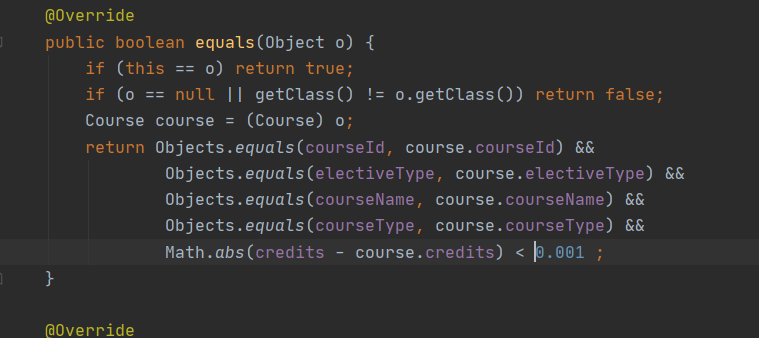 @Override
public boolean equals(Object o) {
if (this == o) return true;
if (o == null || getClass() != o.getClass()) return false;
Course course = (Course) o;
return Objects.equals(courseId, course.courseId) &&
Objects.equals(electiveType, course.electiveType) &&
Objects.equals(courseName, course.courseName) &&
Objects.equals(courseType, course.courseType) &&
Math.abs(credits - course.credits) < 0.001 ;
}
@Override